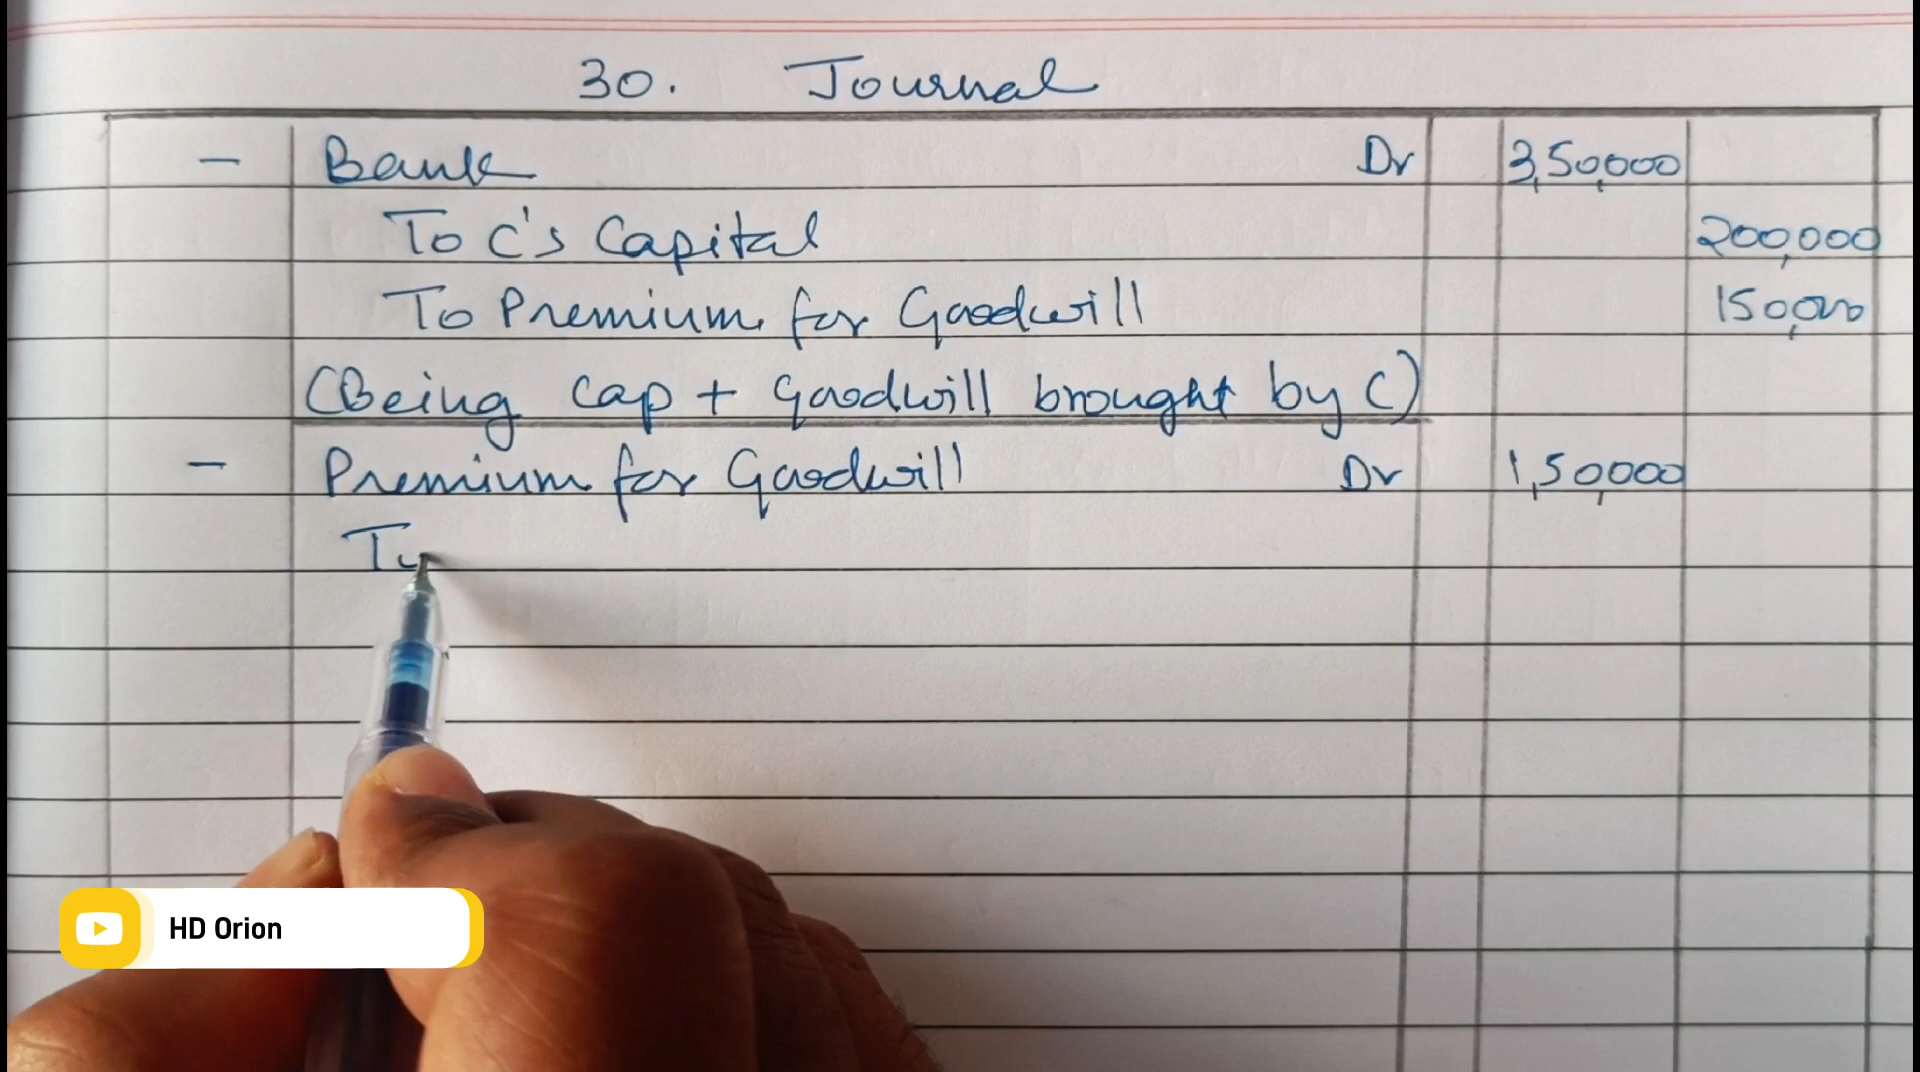 30. Journal
- Bank Dr 3,50,000
To C's Capital 200,000
To Premium for Goodwill 150,000
(Being cap + Goodwill brought by C)
- Premium for Goodwill Dr 1,50,000
To
HD Orion